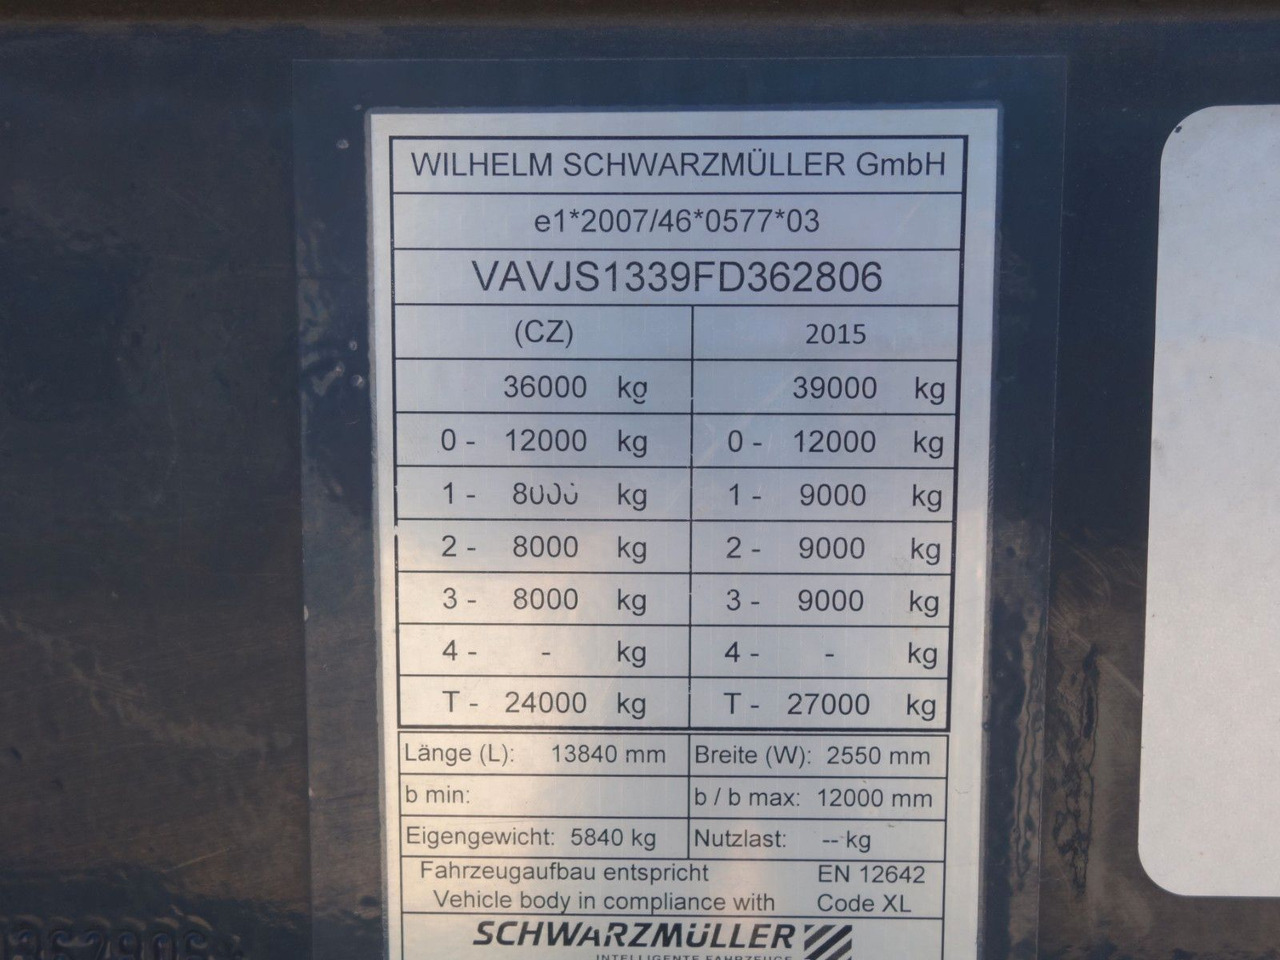 WILHELM SCHWARZMÜLLER GmbH
e1*2007/46*0577*03
VAVJS1339FD362806
(CZ) 2015
36000 kg 39000 kg
0 - 12000 kg 0 - 12000 kg
1 - 8000 kg 1 - 9000 kg
2 - 8000 kg 2 - 9000 kg
3 - 8000 kg 3 - 9000 kg
4 - - kg 4 - - kg
T - 24000 kg T - 27000 kg
Länge (L): 13840 mm Breite (W): 2550 mm
b min: b / b max: 12000 mm
Eigengewicht: 5840 kg Nutzlast: -- kg
Fahrzeugaufbau entspricht EN 12642
Vehicle body in compliance with Code XL
SCHWARZMÜLLER
INTELLIGENTE FAHRZEUGE